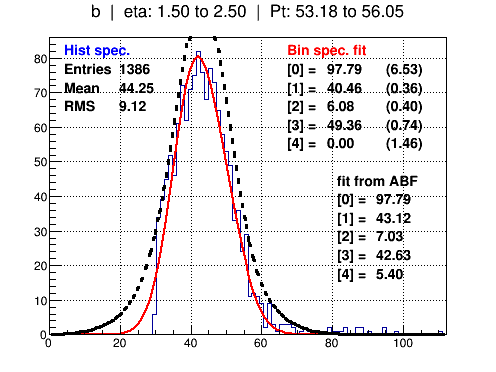 b | eta: 1.50 to 2.50 | Pt: 53.18 to 56.05
Hist spec.
Entries 1386
Mean 44.25
RMS 9.12
Bin spec. fit
[0] = 97.79 (6.53)
[1] = 40.46 (0.36)
[2] = 6.08 (0.40)
[3] = 49.36 (0.74)
[4] = 0.00 (1.46)
fit from ABF
[0] = 97.79
[1] = 43.12
[2] = 7.03
[3] = 42.63
[4] = 5.40
80
70
60
50
40
30
20
10
0
0 20 40 60 80 100